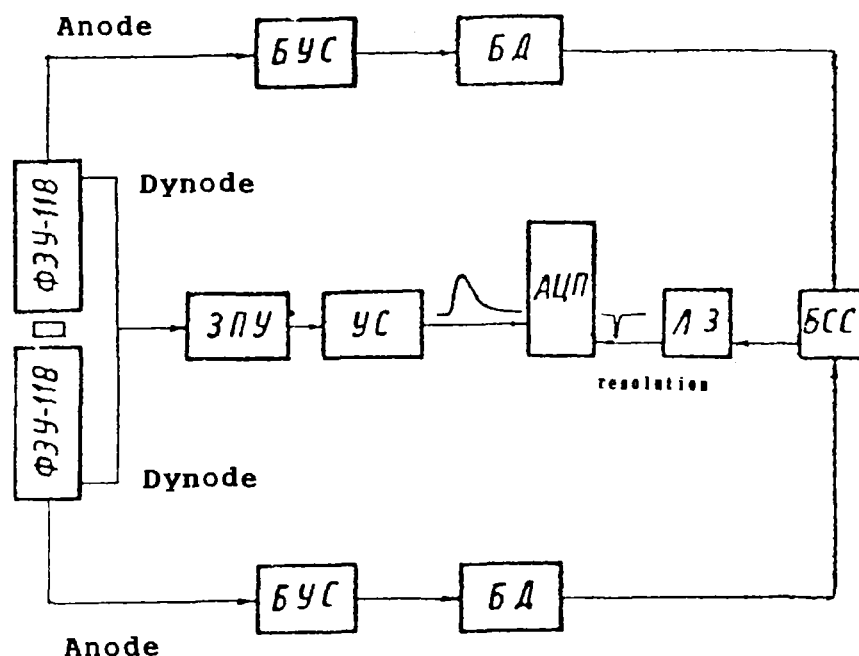 Anode
БУС
БД
ФЭУ-118
Dynode
ЗПУ
УС
АЦП
ЛЗ
БСС
resolution
ФЭУ-118
Dynode
БУС
БД
Anode